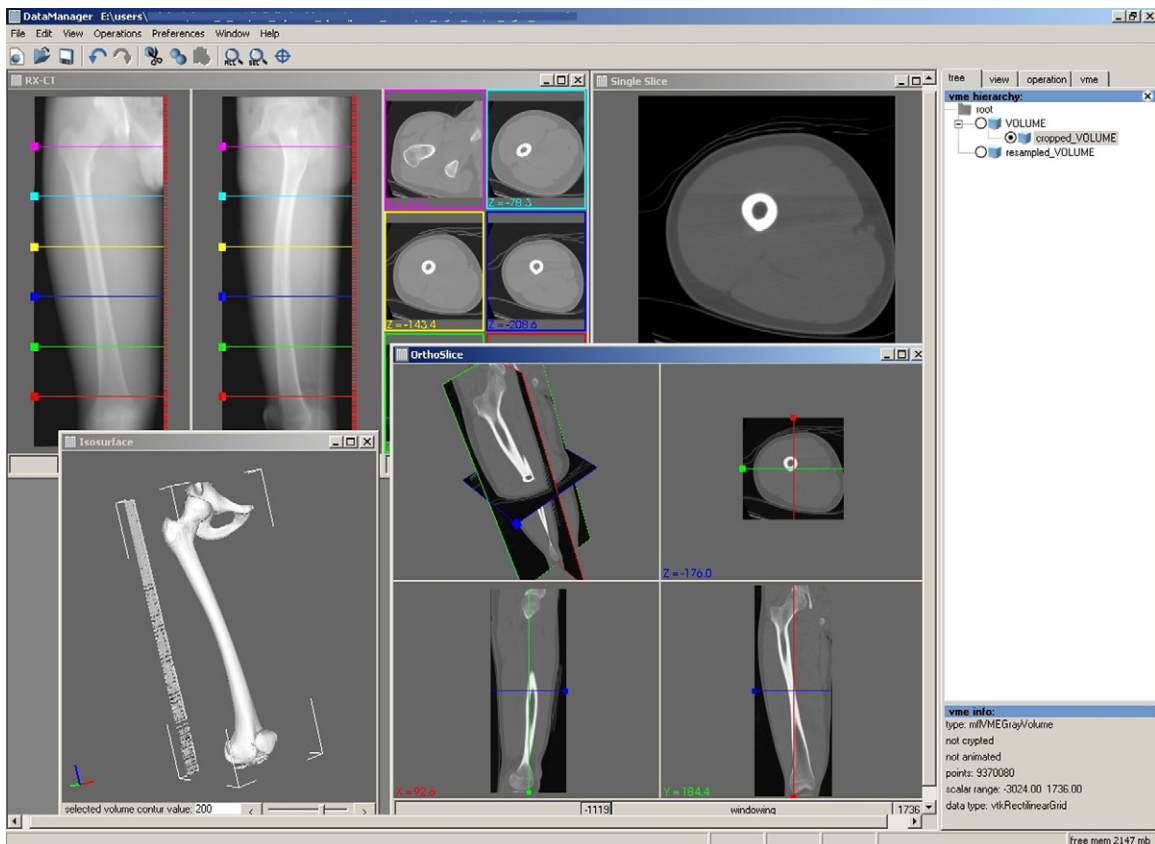 DataManager E:\users\
File Edit View Operations Preferences Window Help
ALL SEL
RX-CT
Single Slice
tree view operation vme
vme hierarchy:
root
VOLUME
cropped_VOLUME
resampled_VOLUME
Z = -78.3
Z = -143.4
Z = -208.6
OrthoSlice
Isosurface
Z = -176.0
X = 92.6
Y = 184.4
selected volume contur value: 200
-1119 windowing 1736
vme info:
type: mflVMEGrayVolume
not crypted
not animated
points: 9370080
scalar range: -3024.00 1736.00
data type: vtkRectilinearGrid
free mem 2147 mb